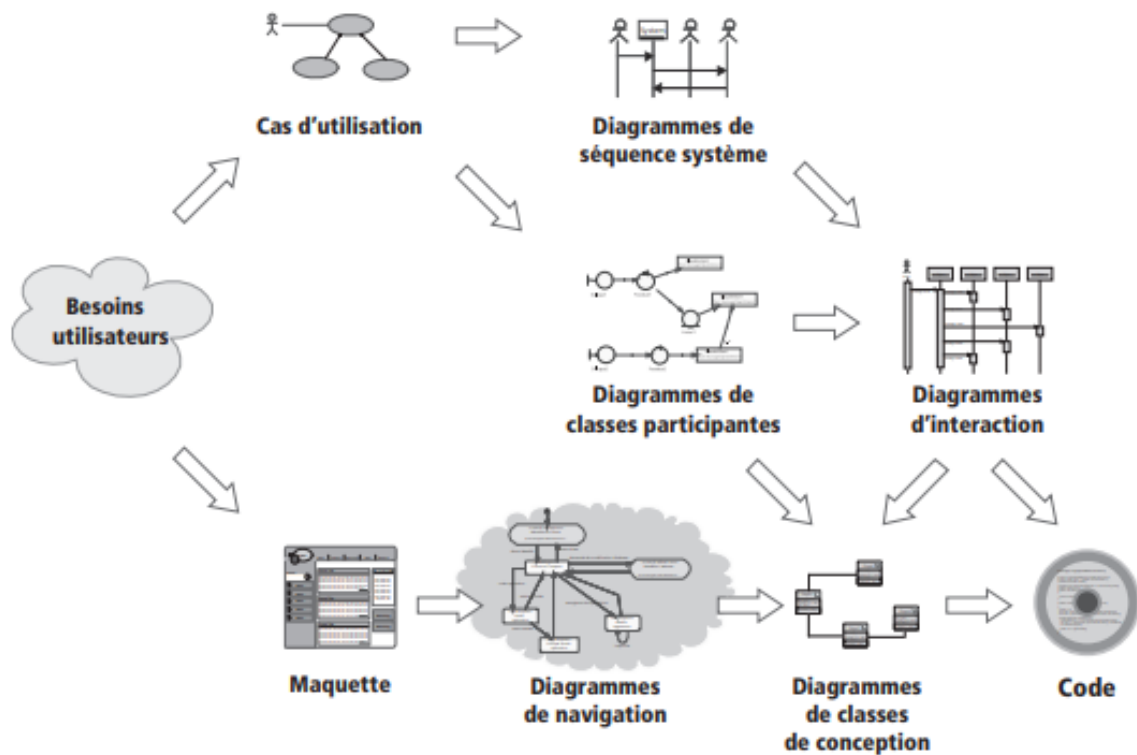 System
Cas d'utilisation
Diagrammes de
séquence système
Besoins
utilisateurs
Diagrammes de
classes participantes
Diagrammes
d'interaction
Maquette
Diagrammes
de navigation
Diagrammes
de classes
de conception
Code